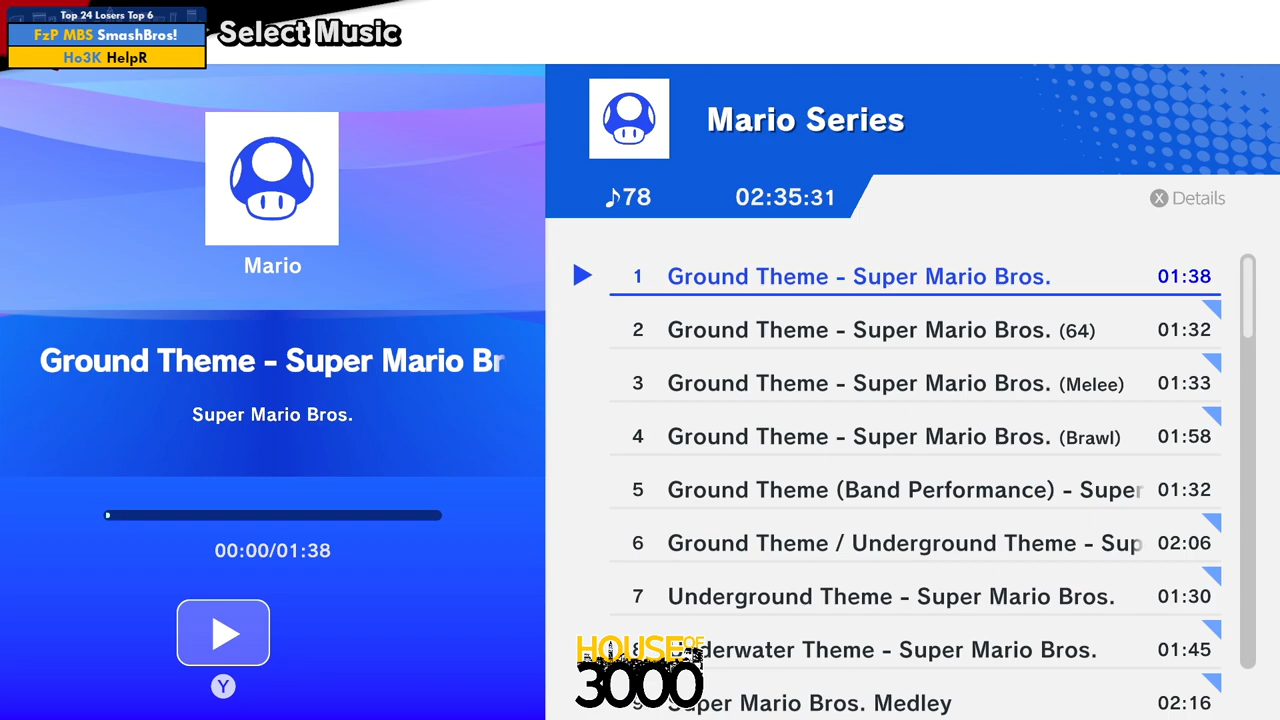 Top 24 Losers Top 6
FzP MBS SmashBros!
Ho3K HelpR
Select Music
Mario
Ground Theme - Super Mario Br
Super Mario Bros.
00:00/01:38
Y
Mario Series
♪78 02:35:31
X Details
1 Ground Theme - Super Mario Bros. 01:38
2 Ground Theme - Super Mario Bros. (64) 01:32
3 Ground Theme - Super Mario Bros. (Melee) 01:33
4 Ground Theme - Super Mario Bros. (Brawl) 01:58
5 Ground Theme (Band Performance) - Super 01:32
6 Ground Theme / Underground Theme - Sup 02:06
7 Underground Theme - Super Mario Bros. 01:30
8 derwater Theme - Super Mario Bros. 01:45
9 Super Mario Bros. Medley 02:16
HOUSE OF
3000